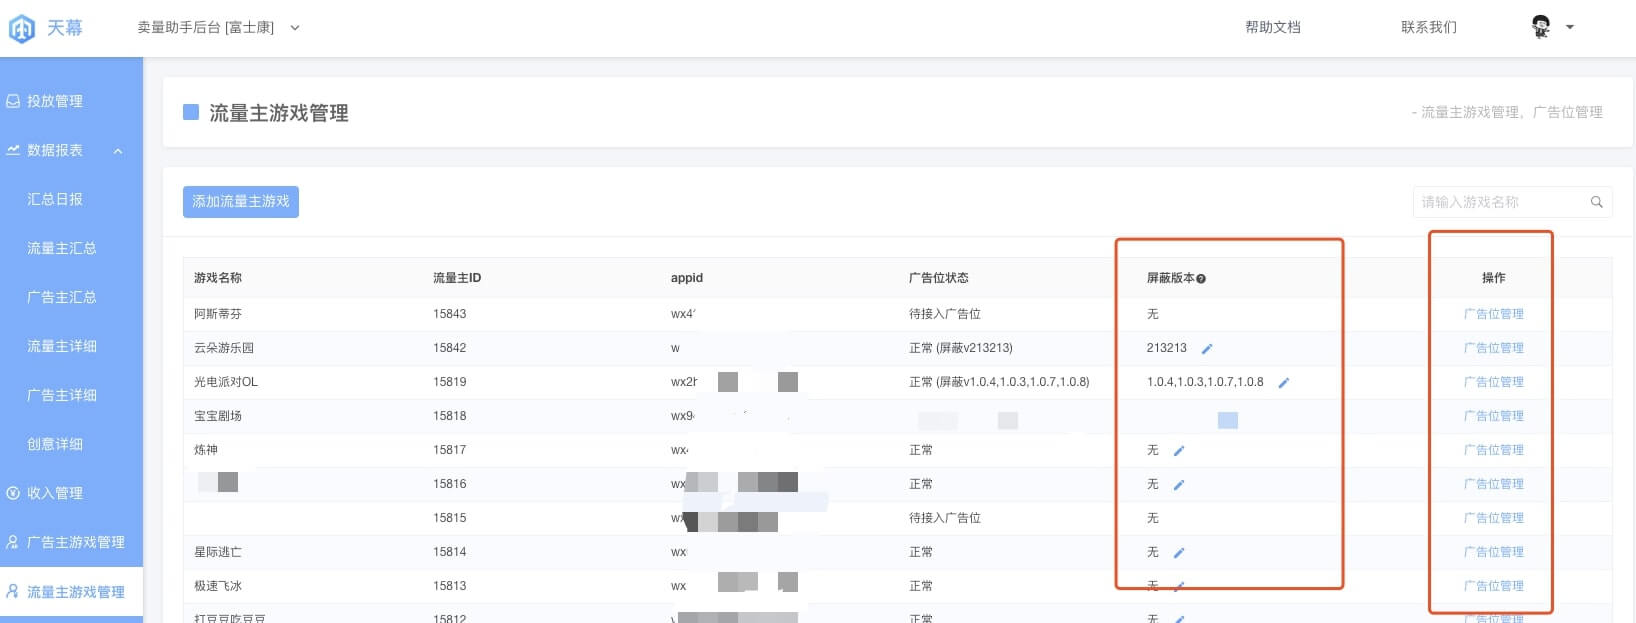 天幕 卖量助手后台 [富士康] 帮助文档 联系我们
投放管理
数据报表
汇总日报
流量主汇总
广告主汇总
流量主详细
广告主详细
创意详细
收入管理
广告主游戏管理
流量主游戏管理
流量主游戏管理 - 流量主游戏管理，广告位管理
添加流量主游戏 请输入游戏名称
游戏名称 流量主ID appid 广告位状态 屏蔽版本 操作
阿斯蒂芬 15843 wx4 待接入广告位 无 广告位管理
云朵游乐园 15842 w 正常 (屏蔽v213213) 213213 广告位管理
光电派对OL 15819 wx2 正常 (屏蔽v1.0.4,1.0.3,1.0.7,1.0.8) 1.0.4,1.0.3,1.0.7,1.0.8 广告位管理
宝宝剧场 15818 wx9 广告位管理
炼神 15817 wx 正常 无 广告位管理
15816 wx 正常 无 广告位管理
15815 wx 待接入广告位 无 广告位管理
星际逃亡 15814 wx 正常 无 广告位管理
极速飞冰 15813 wx 正常 无 广告位管理
打豆豆吃豆豆 15812 正常 无 广告位管理